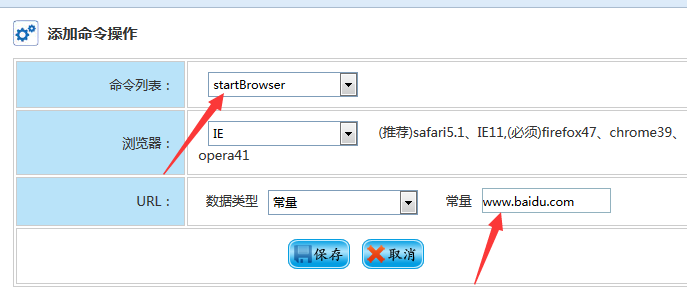 添加命令操作
命令列表： startBrowser
浏览器： IE (推荐)safari5.1、IE11,(必须)firefox47、chrome39、
opera41
URL： 数据类型 常量 常量 www.baidu.com
保存 取消